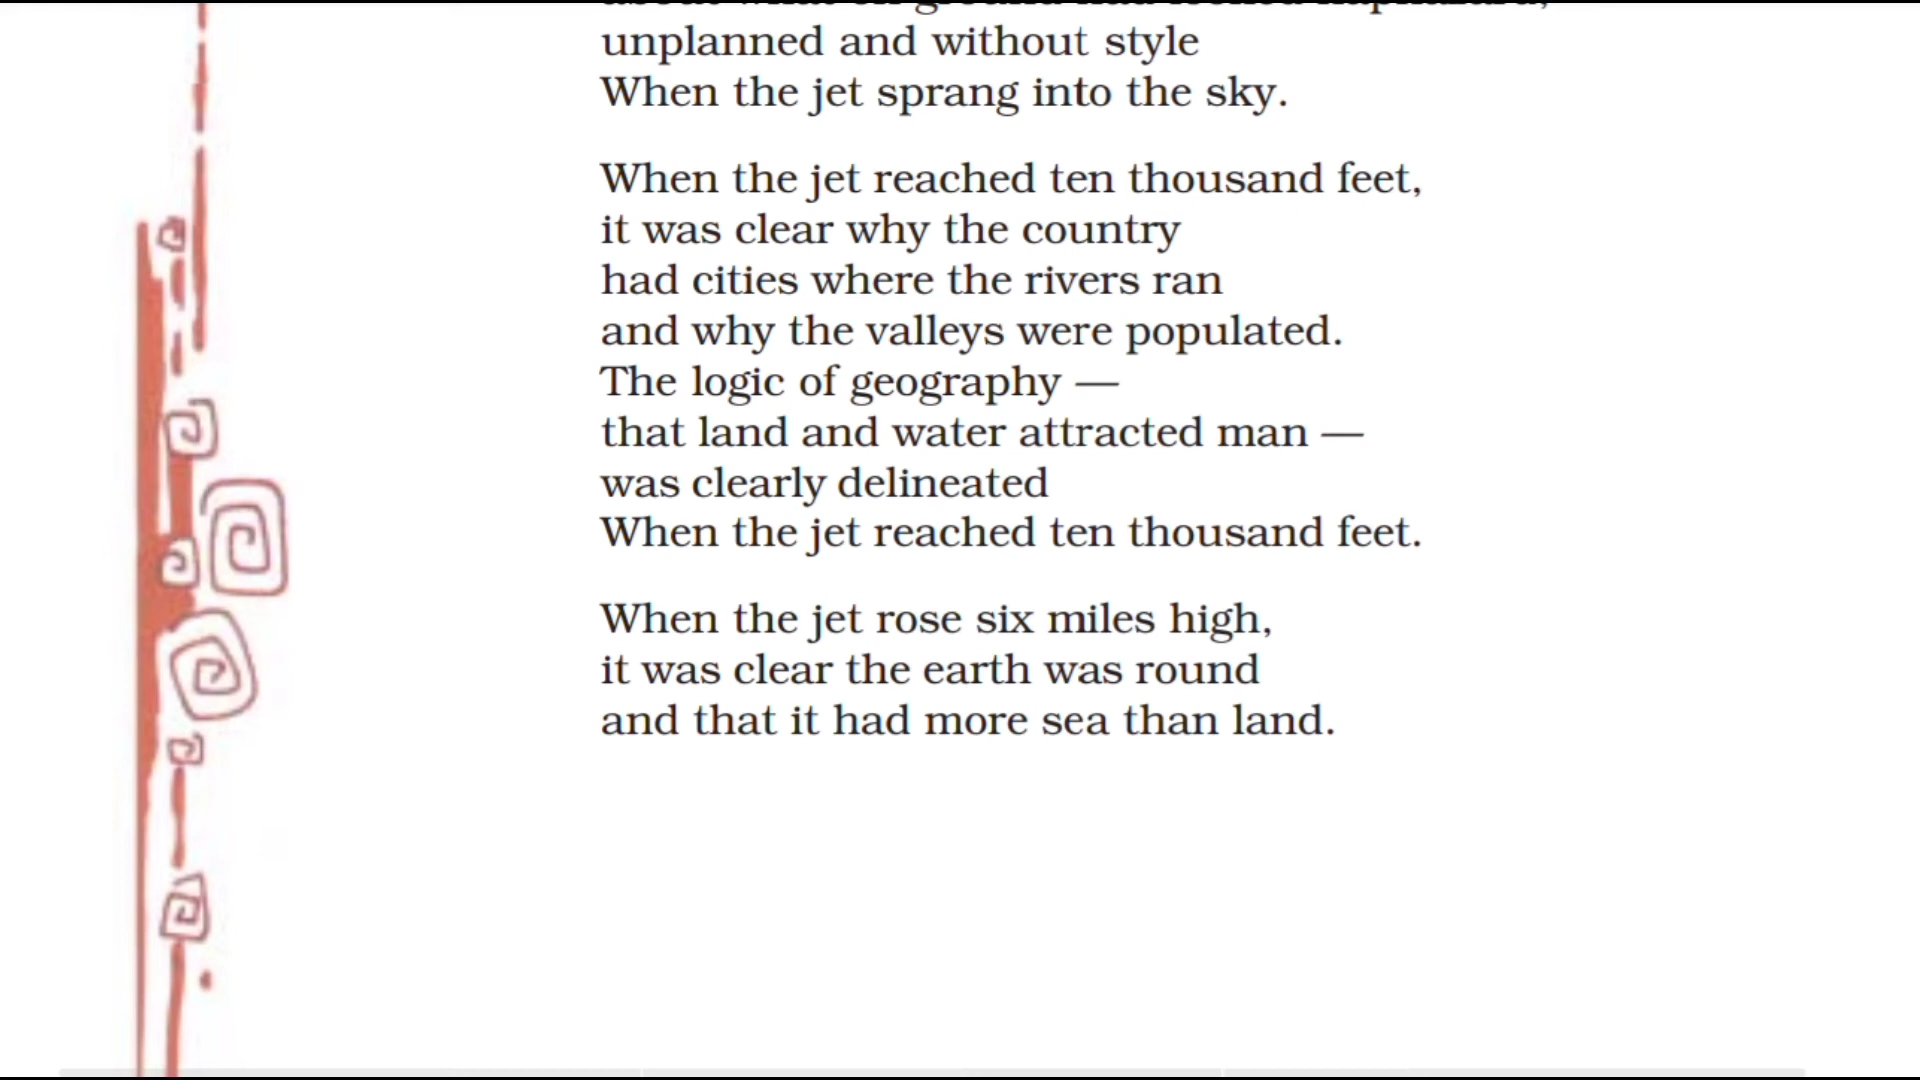 unplanned and without style
When the jet sprang into the sky.
When the jet reached ten thousand feet,
it was clear why the country
had cities where the rivers ran
and why the valleys were populated.
The logic of geography —
that land and water attracted man —
was clearly delineated
When the jet reached ten thousand feet.
When the jet rose six miles high,
it was clear the earth was round
and that it had more sea than land.